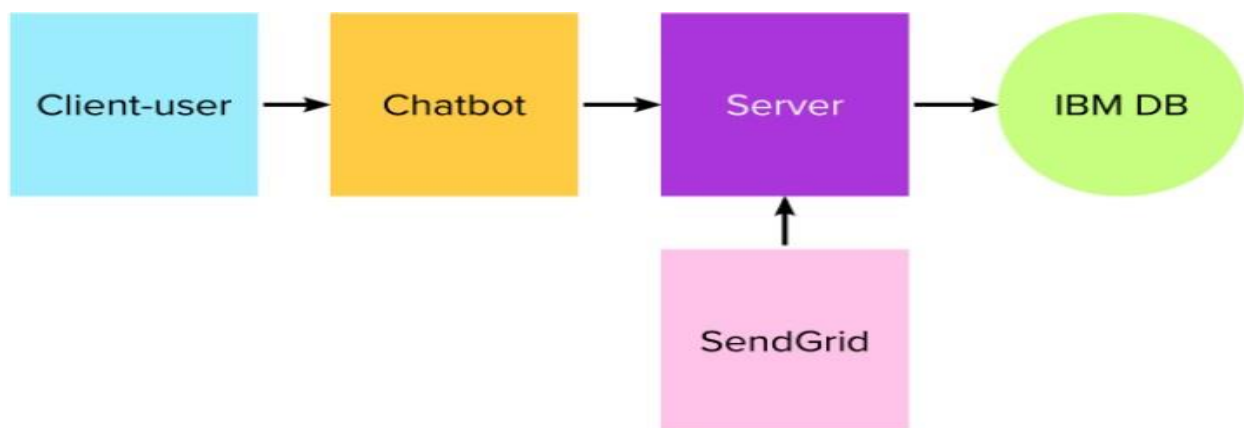 Client-user
Chatbot
Server
IBM DB
SendGrid